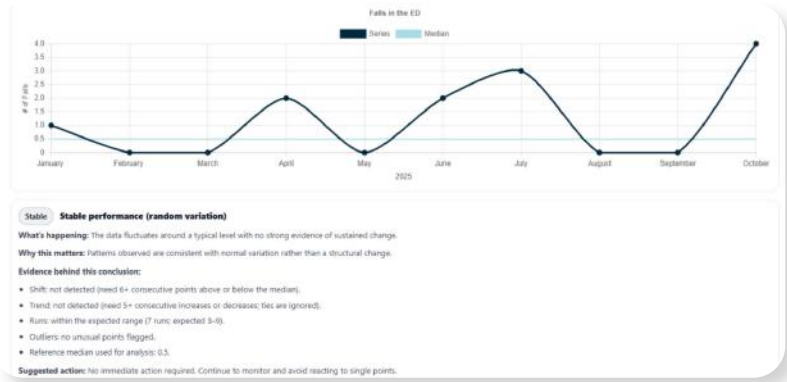 Falls in the ED
Series Median
4.0
3.5
3.0
2.5
2.0
1.5
1.0
0.5
0
# of Falls
January February March April May June July August September October
2025
Stable Stable performance (random variation)
What's happening: The data fluctuates around a typical level with no strong evidence of sustained change.
Why this matters: Patterns observed are consistent with normal variation rather than a structural change.
Evidence behind this conclusion:
• Shift: not detected (need 6+ consecutive points above or below the median).
• Trend: not detected (need 5+ consecutive increases or decreases; ties are ignored).
• Runs: within the expected range (7 runs; expected 3–9).
• Outliers: no unusual points flagged.
• Reference median used for analysis: 0.5.
Suggested action: No immediate action required. Continue to monitor and avoid reacting to single points.